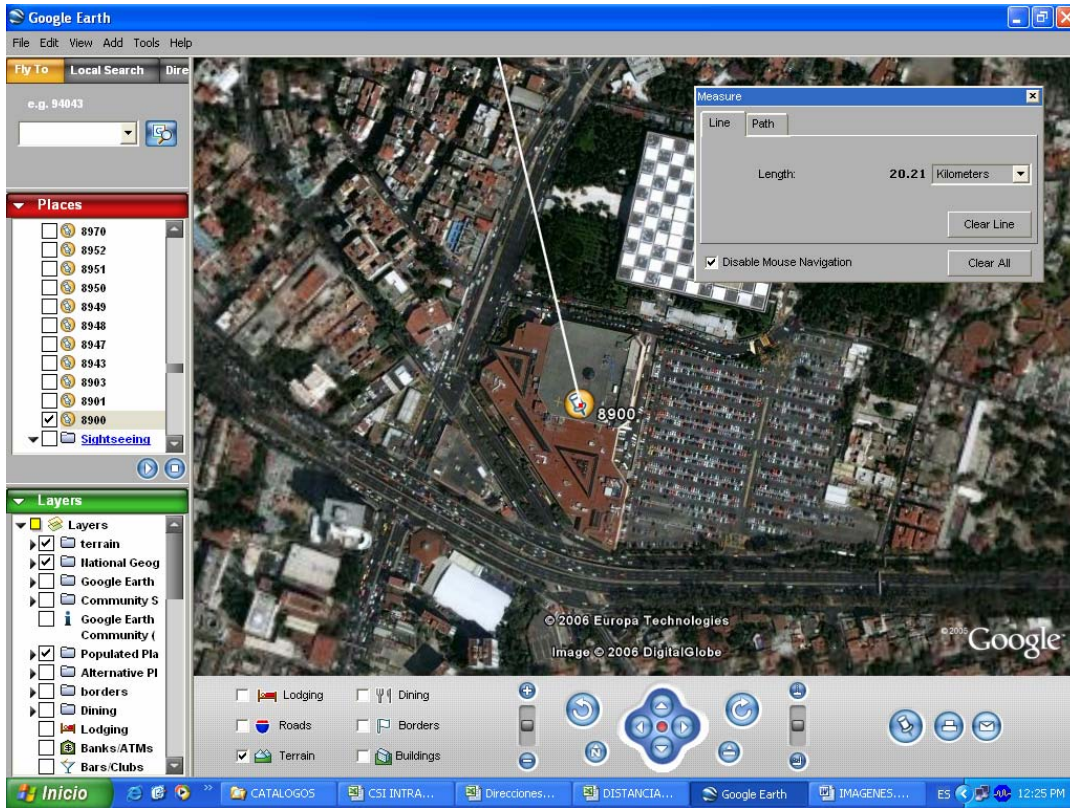 Google Earth
File Edit View Add Tools Help
Fly To Local Search Dire
e.g. 94043
Places
8970
8952
8951
8950
8949
8948
8947
8943
8903
8901
8900
Sightseeing
Layers
Layers
terrain
National Geog
Google Earth
Community S
Google Earth
Community (
Populated Pla
Alternative Pl
borders
Dining
Lodging
Banks/ATMs
Bars/Clubs
Measure
Line Path
Length: 20.21 Kilometers
Clear Line
Disable Mouse Navigation Clear All
8900
© 2006 Europa Technologies
Image © 2006 DigitalGlobe
©2005 Google
Lodging Dining
Roads Borders
Terrain Buildings
N
Inicio CATALOGOS CSI INTRA... Direcciones... DISTANCIA... Google Earth IMAGENES.... ES 12:25 PM